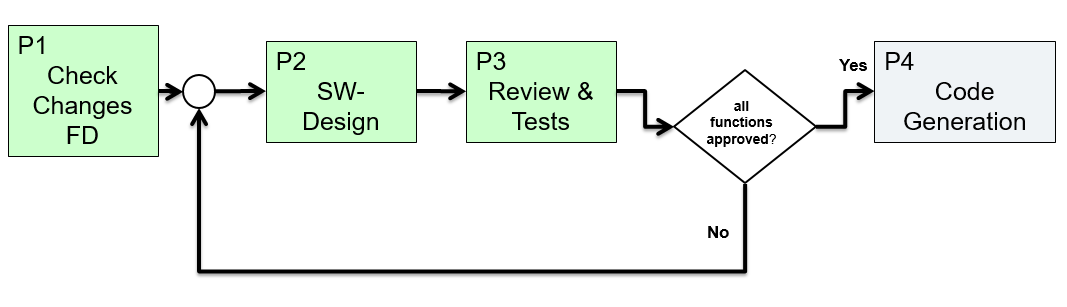 P1
Check
Changes
FD
P2
SW-
Design
P3
Review &
Tests
all
functions
approved?
Yes
No
P4
Code
Generation